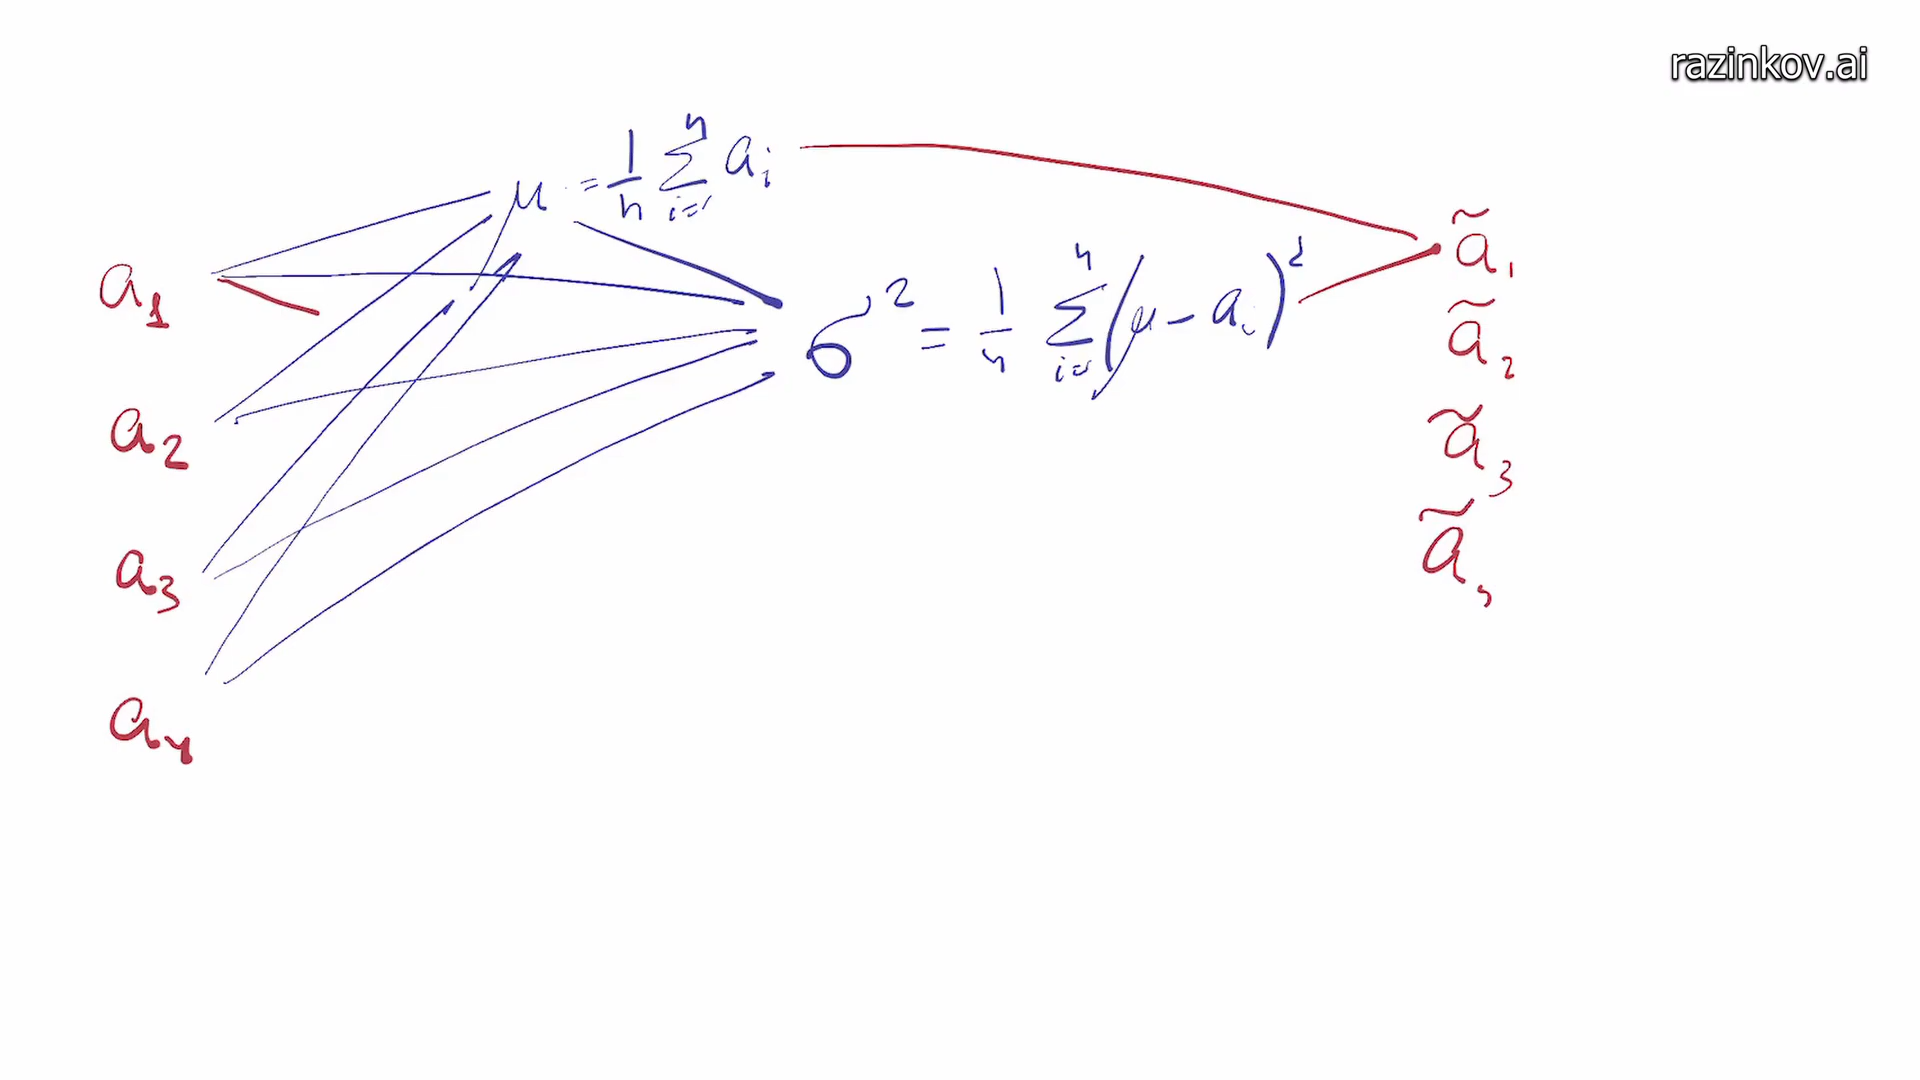 razinkov.ai
μ = 1/n Σ_{i=1}^{n} a_i
σ² = 1/n Σ_{i=1}^{n} (μ - a_i)²
a_1
a_2
a_3
a_4
ã_1
ã_2
ã_3